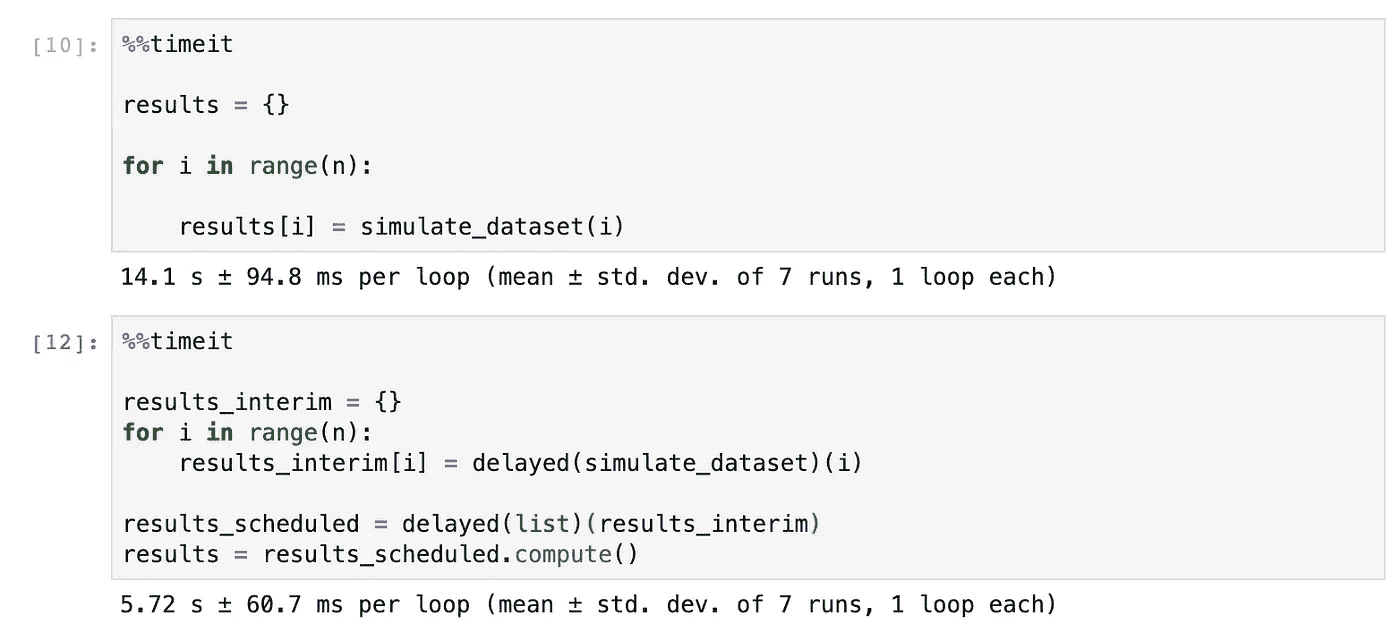 [10]:
%%timeit
results = {}
for i in range(n):
    results[i] = simulate_dataset(i)
14.1 s ± 94.8 ms per loop (mean ± std. dev. of 7 runs, 1 loop each)
[12]:
%%timeit
results_interim = {}
for i in range(n):
    results_interim[i] = delayed(simulate_dataset)(i)
results_scheduled = delayed(list)(results_interim)
results = results_scheduled.compute()
5.72 s ± 60.7 ms per loop (mean ± std. dev. of 7 runs, 1 loop each)